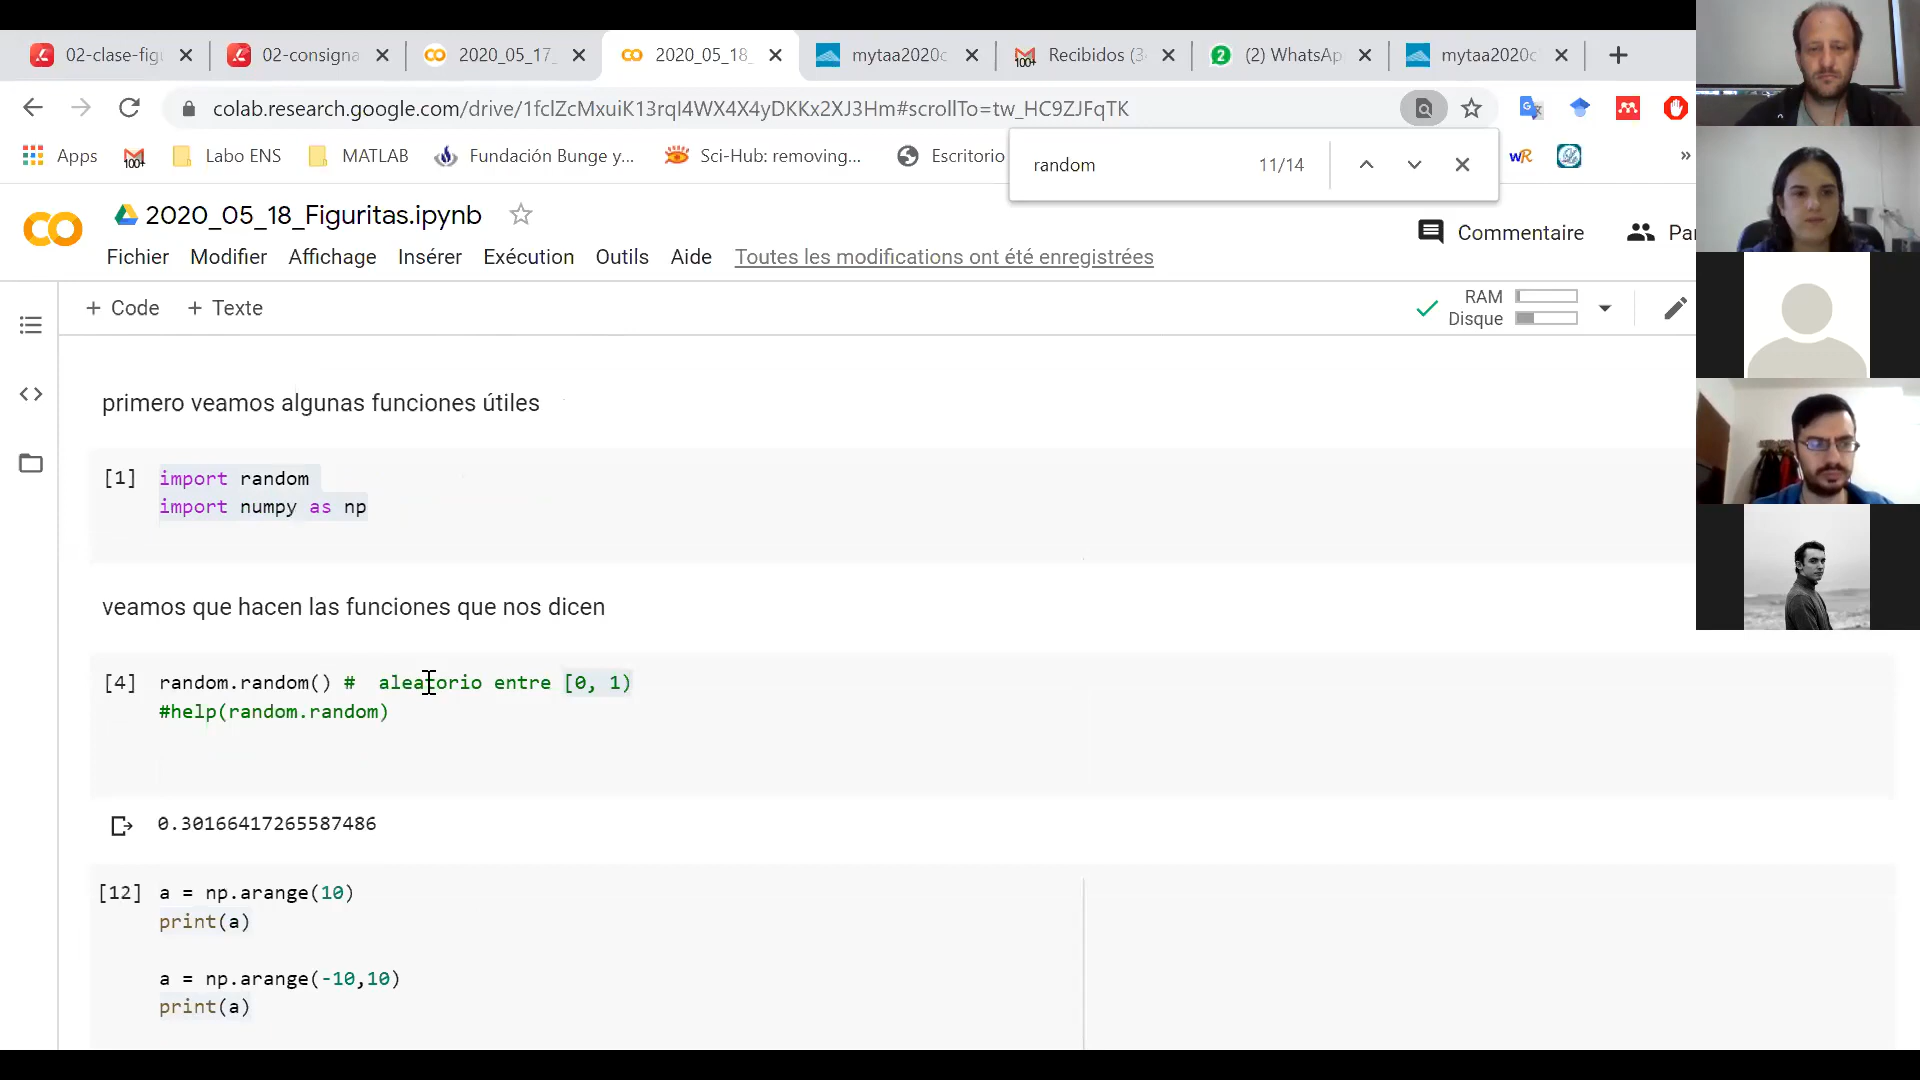 02-clase-figu
02-consigna
2020_05_17_
2020_05_18_
mytaa2020c
Recibidos (3
(2) WhatsAp
mytaa2020c
colab.research.google.com/drive/1fclZcMxuiK13rqI4WX4X4yDKKx2XJ3Hm#scrollTo=tw_HC9ZJFqTK
Apps
Labo ENS
MATLAB
Fundación Bunge y...
Sci-Hub: removing...
Escritorio
»
random 11/14
2020_05_18_Figuritas.ipynb
Commentaire
Par
Fichier Modifier Affichage Insérer Exécution Outils Aide Toutes les modifications ont été enregistrées
+ Code + Texte
RAM
Disque
primero veamos algunas funciones útiles
[1] import random
import numpy as np
veamos que hacen las funciones que nos dicen
[4] random.random() # aleatorio entre [0, 1)
#help(random.random)
0.30166417265587486
[12] a = np.arange(10)
print(a)
a = np.arange(-10,10)
print(a)